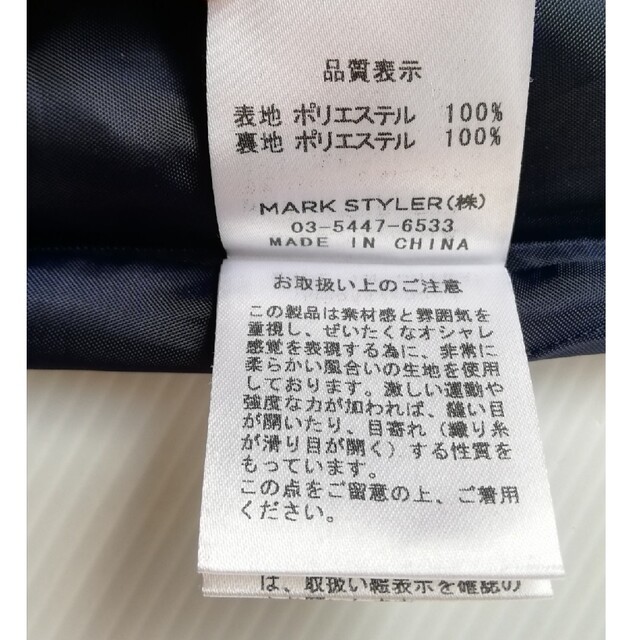 品質表示
表地 ポリエステル 100%
裏地 ポリエステル 100%
MARK STYLER(株)
03-5447-6533
MADE IN CHINA
お取扱い上のご注意
この製品は素材感と雰囲気を
重視し、ぜいたくなオシャレ
感覚を表現する為に、非常に
柔らかい風合いの生地を使用
しております。激しい運動や
強度な力が加われば、縫い目
が開いたり、目寄れ（織り糸
が滑り目が開く）する性質を
もっています。
この点をご留意の上、ご着用
ください。
は、取扱い絵表示を確認の